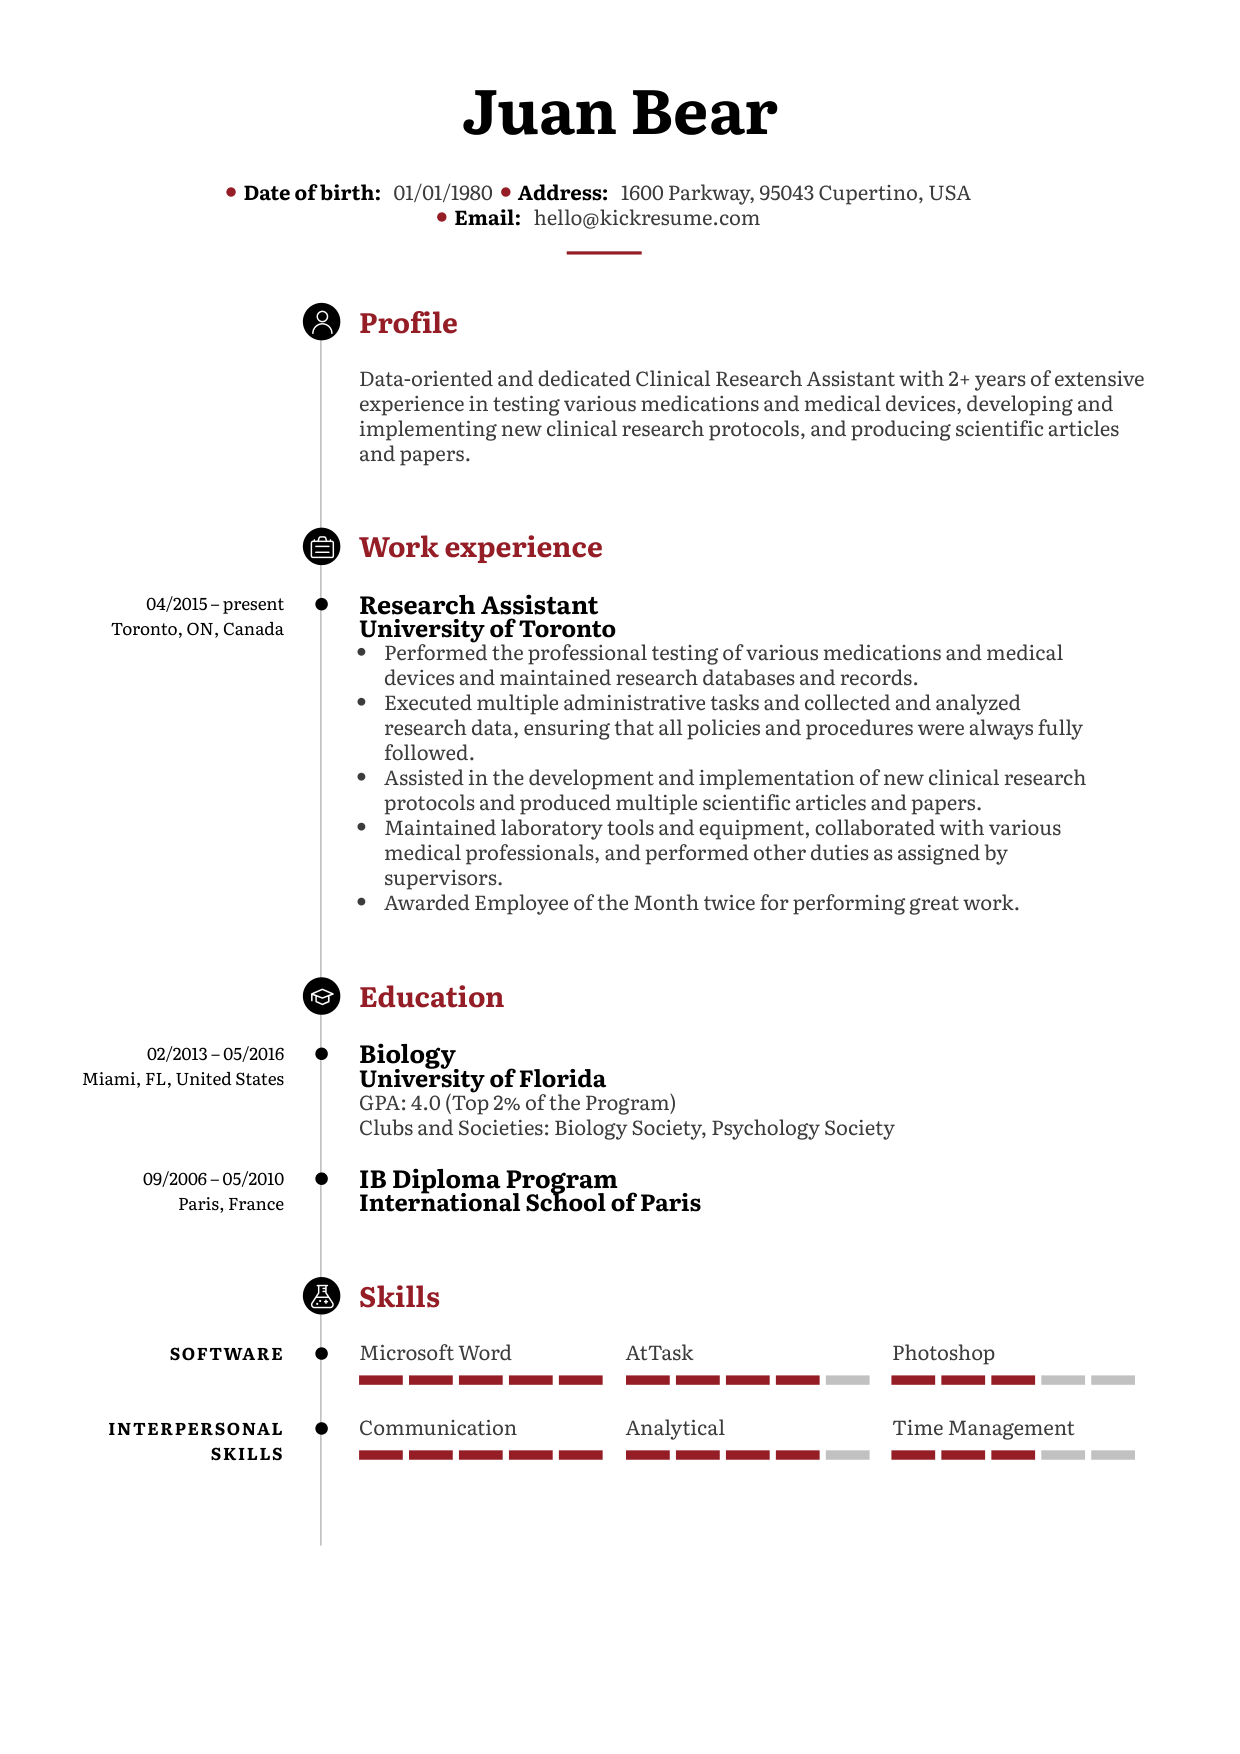 Juan Bear
• Date of birth: 01/01/1980 • Address: 1600 Parkway, 95043 Cupertino, USA
• Email: hello@kickresume.com
Profile
Data-oriented and dedicated Clinical Research Assistant with 2+ years of extensive
experience in testing various medications and medical devices, developing and
implementing new clinical research protocols, and producing scientific articles
and papers.
Work experience
04/2015 – present
Toronto, ON, Canada
Research Assistant
University of Toronto
• Performed the professional testing of various medications and medical
devices and maintained research databases and records.
• Executed multiple administrative tasks and collected and analyzed
research data, ensuring that all policies and procedures were always fully
followed.
• Assisted in the development and implementation of new clinical research
protocols and produced multiple scientific articles and papers.
• Maintained laboratory tools and equipment, collaborated with various
medical professionals, and performed other duties as assigned by
supervisors.
• Awarded Employee of the Month twice for performing great work.
Education
02/2013 – 05/2016
Miami, FL, United States
Biology
University of Florida
GPA: 4.0 (Top 2% of the Program)
Clubs and Societies: Biology Society, Psychology Society
09/2006 – 05/2010
Paris, France
IB Diploma Program
International School of Paris
Skills
SOFTWARE
Microsoft Word
AtTask
Photoshop
INTERPERSONAL
SKILLS
Communication
Analytical
Time Management